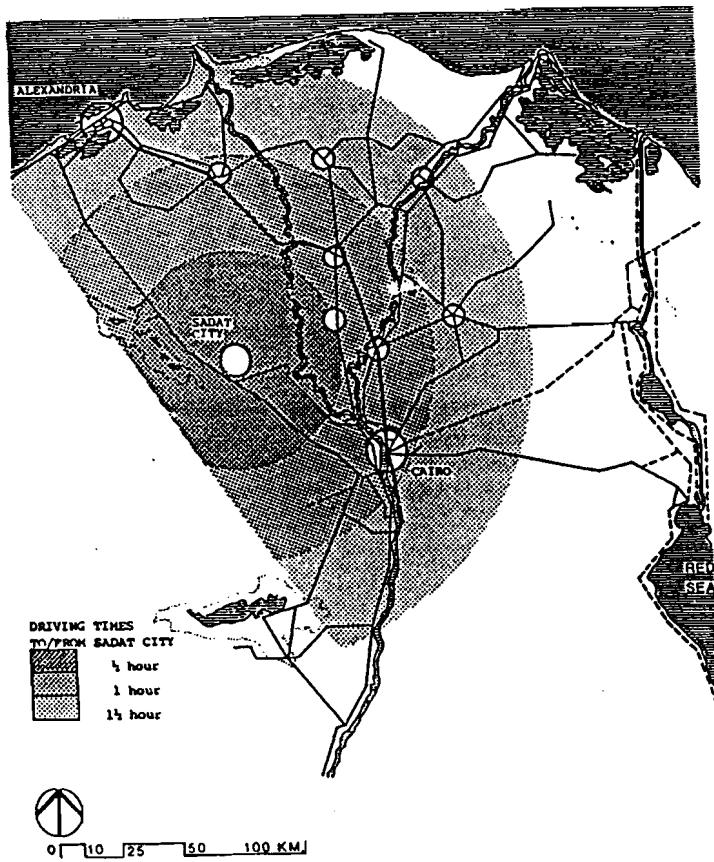 ALEXANDRIA
SADAT
CITY
CAIRO
RED
SEA
DRIVING TIMES
TO/FROM SADAT CITY
½ hour
1 hour
1½ hour
0 10 25 50 100 KM